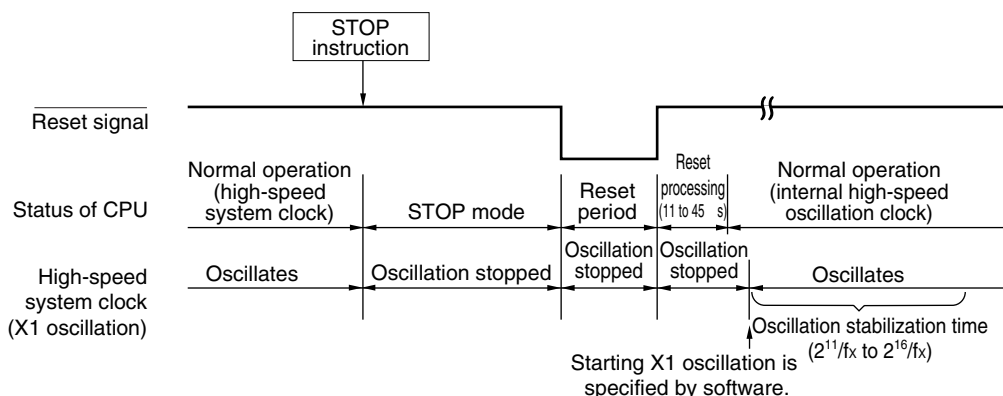 STOP
instruction
Reset signal
Status of CPU
Normal operation
(high-speed
system clock)
STOP mode
Reset
period
Reset
processing
(11 to 45 s)
Normal operation
(internal high-speed
oscillation clock)
High-speed
system clock
(X1 oscillation)
Oscillates
Oscillation stopped
Oscillation
stopped
Oscillation
stopped
Oscillates
Oscillation stabilization time
(2¹¹/fx to 2¹⁶/fx)
Starting X1 oscillation is
specified by software.